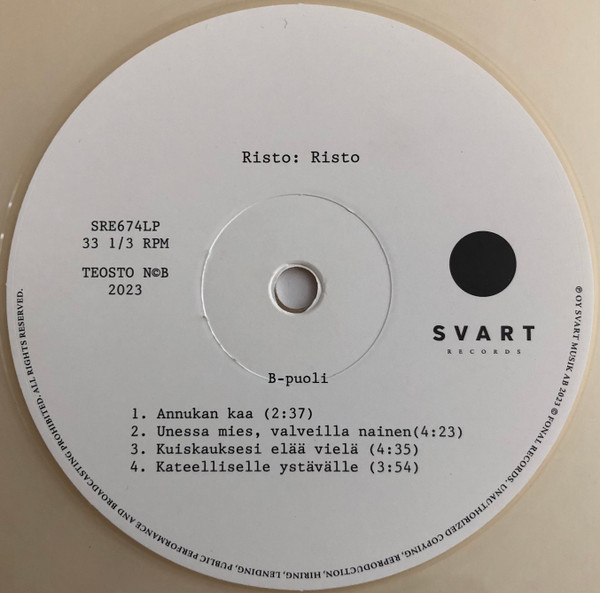 Risto: Risto
SRE674LP
33 1/3 RPM
TEOSTO N©B
2023
SVART
RECORDS
B-puoli
1. Annukan kaa (2:37)
2. Unessa mies, valveilla nainen(4:23)
3. Kuiskauksesi elää vielä (4:35)
4. Kateelliselle ystävälle (3:54)
℗ OY SVART MUSIK AB 2023 © FONAL RECORDS, UNAUTHORIZED COPYING, REPRODUCTION, HIRING, LENDING, PUBLIC PERFORMANCE AND BROADCASTING PROHIBITED. ALL RIGHTS RESERVED.